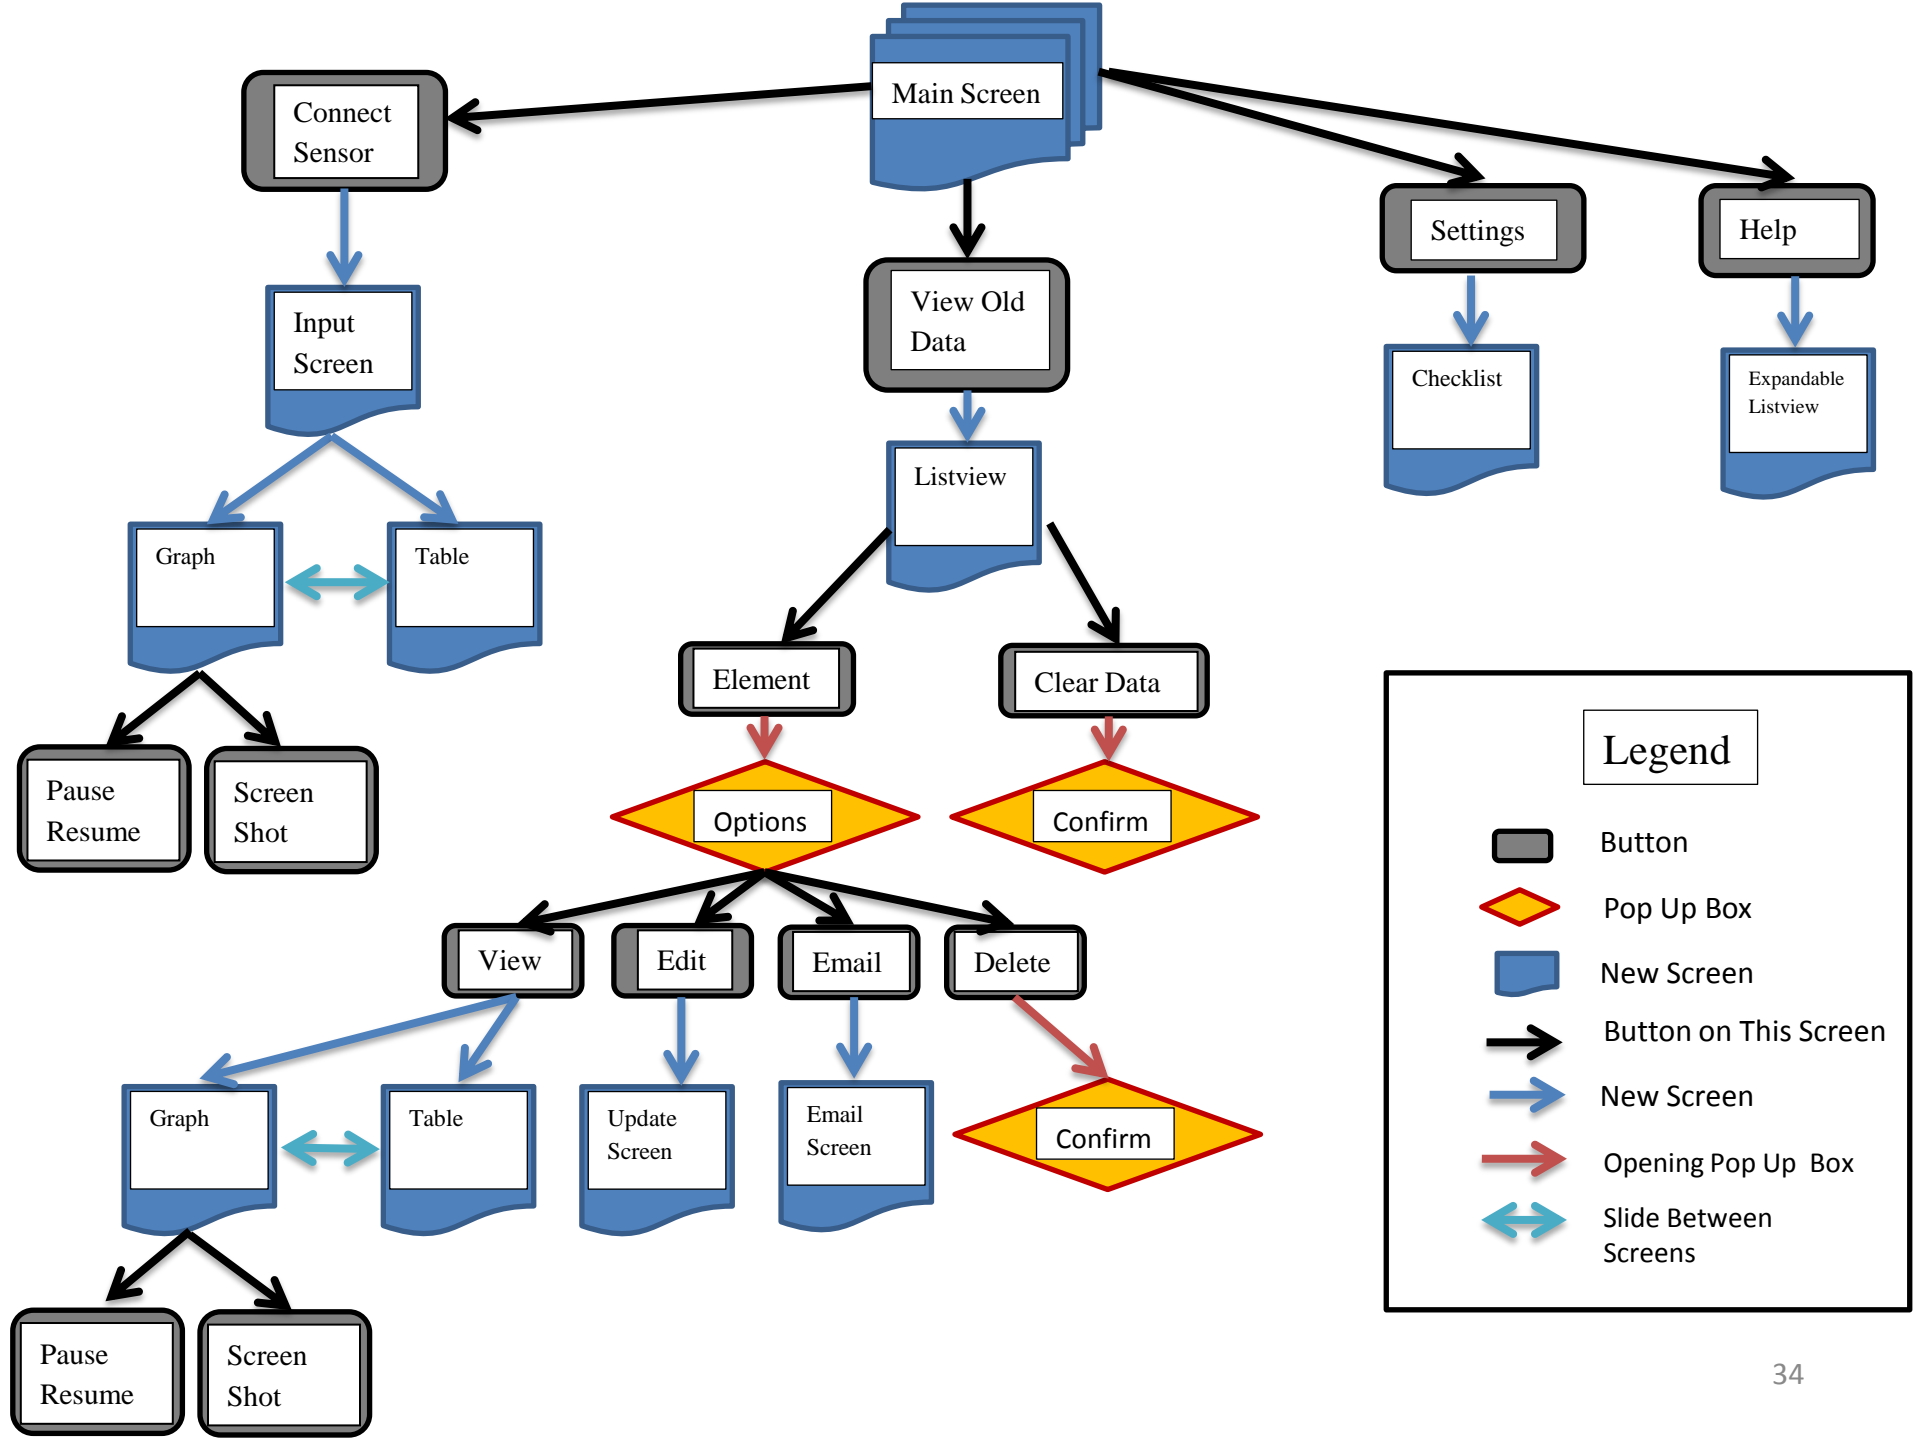 Main Screen
Connect
Sensor
Settings
Help
View Old
Data
Input
Screen
Checklist
Expandable
Listview
Listview
Graph
Table
Element
Clear Data
Pause
Resume
Screen
Shot
Options
Confirm
View
Edit
Email
Delete
Graph
Table
Update
Screen
Email
Screen
Confirm
Pause
Resume
Screen
Shot
Legend
Button
Pop Up Box
New Screen
Button on This Screen
New Screen
Opening Pop Up  Box
Slide Between
Screens
34